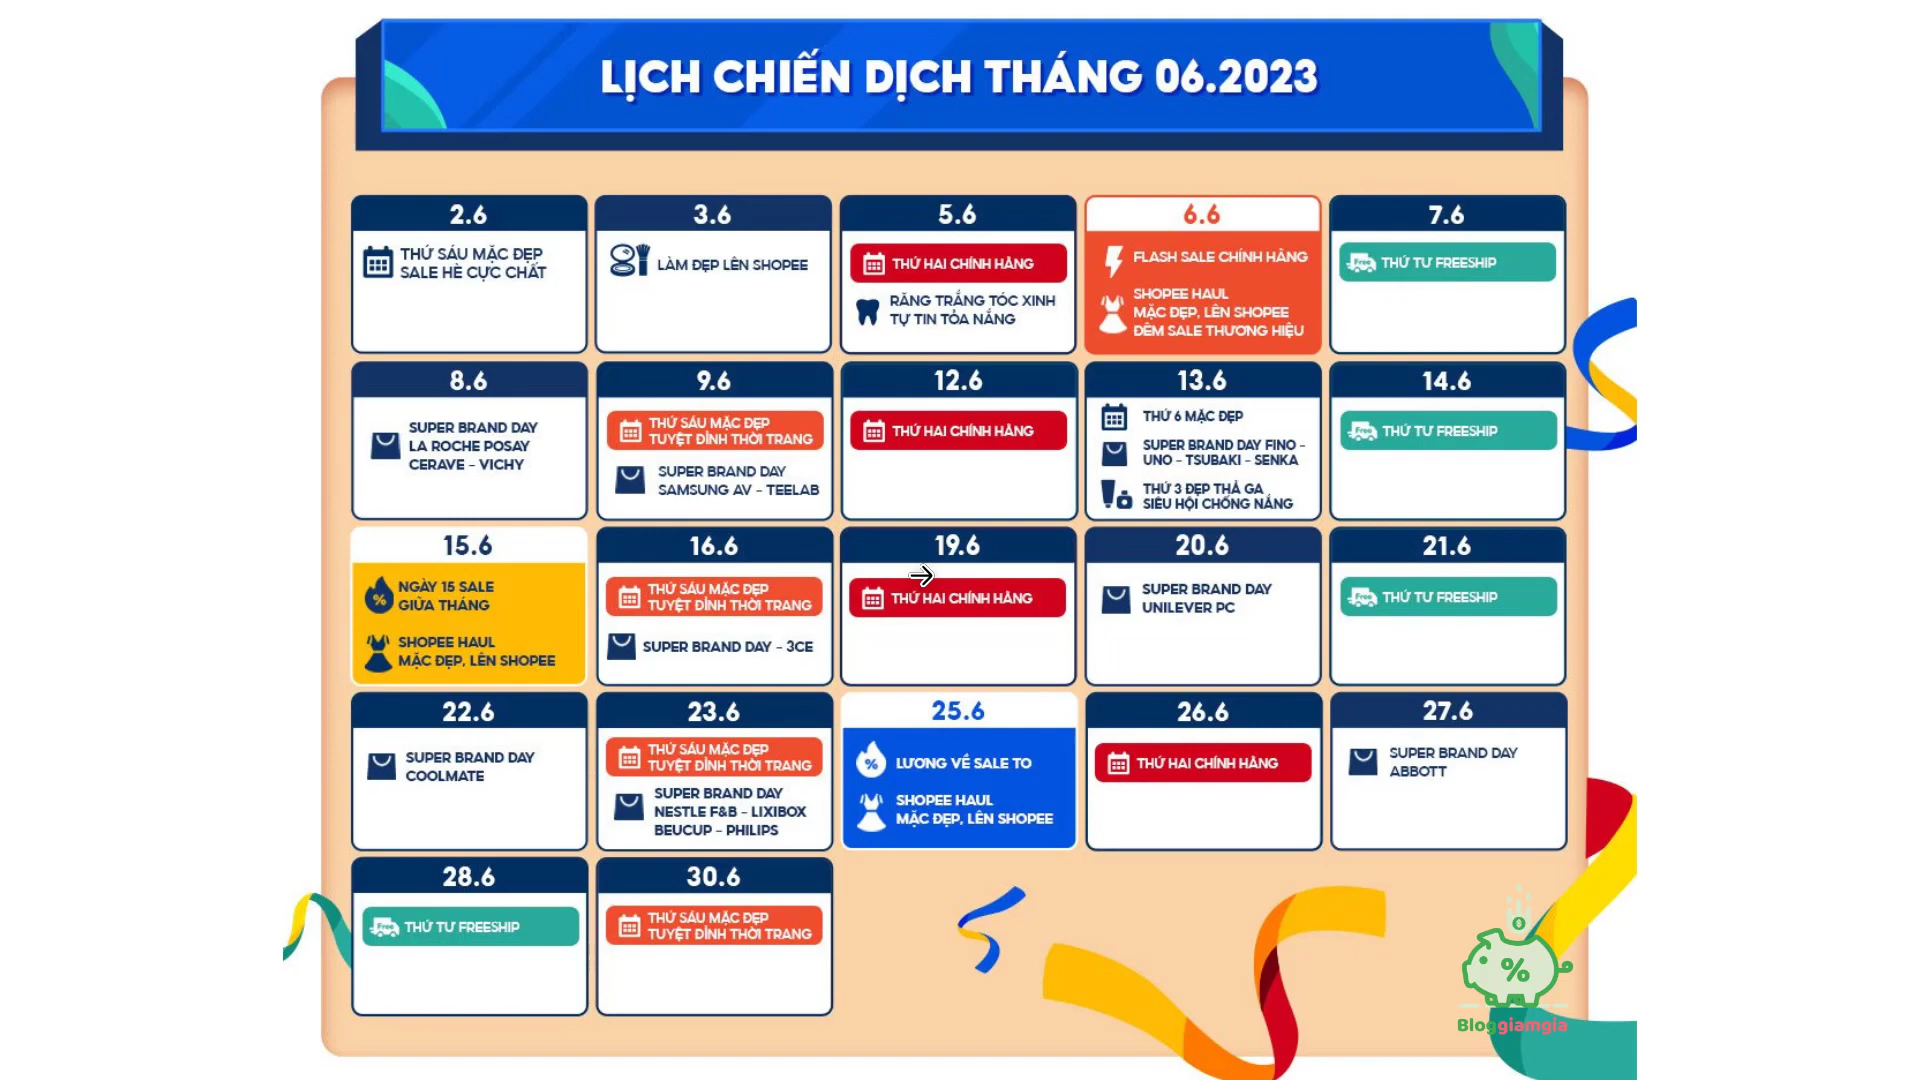 LỊCH CHIẾN DỊCH THÁNG 06.2023
2.6
THỨ SÁU MẶC ĐẸP
SALE HÈ CỰC CHẤT
3.6
LÀM ĐẸP LÊN SHOPEE
5.6
THỨ HAI CHÍNH HÃNG
RĂNG TRẮNG TÓC XINH
TỰ TIN TỎA NẮNG
6.6
FLASH SALE CHÍNH HÃNG
SHOPEE HAUL
MẶC ĐẸP, LÊN SHOPEE
ĐÊM SALE THƯƠNG HIỆU
7.6
Free
THỨ TƯ FREESHIP
8.6
SUPER BRAND DAY
LA ROCHE POSAY
CERAVE - VICHY
9.6
THỨ SÁU MẶC ĐẸP
TUYỆT ĐỈNH THỜI TRANG
SUPER BRAND DAY
SAMSUNG AV - TEELAB
12.6
THỨ HAI CHÍNH HÃNG
13.6
THỨ 6 MẶC ĐẸP
SUPER BRAND DAY FINO -
UNO - TSUBAKI - SENKA
THỨ 3 ĐẸP THẢ GA
SIÊU HỘI CHỐNG NẮNG
14.6
Free
THỨ TƯ FREESHIP
15.6
%
NGÀY 15 SALE
GIỮA THÁNG
SHOPEE HAUL
MẶC ĐẸP, LÊN SHOPEE
16.6
THỨ SÁU MẶC ĐẸP
TUYỆT ĐỈNH THỜI TRANG
SUPER BRAND DAY - 3CE
19.6
THỨ HAI CHÍNH HÃNG
20.6
SUPER BRAND DAY
UNILEVER PC
21.6
Free
THỨ TƯ FREESHIP
22.6
SUPER BRAND DAY
COOLMATE
23.6
THỨ SÁU MẶC ĐẸP
TUYỆT ĐỈNH THỜI TRANG
SUPER BRAND DAY
NESTLE F&B - LIXIBOX
BEUCUP - PHILIPS
25.6
%
LƯƠNG VỀ SALE TO
SHOPEE HAUL
MẶC ĐẸP, LÊN SHOPEE
26.6
THỨ HAI CHÍNH HÃNG
27.6
SUPER BRAND DAY
ABBOTT
28.6
Free
THỨ TƯ FREESHIP
30.6
THỨ SÁU MẶC ĐẸP
TUYỆT ĐỈNH THỜI TRANG
%
Bloggiamgia